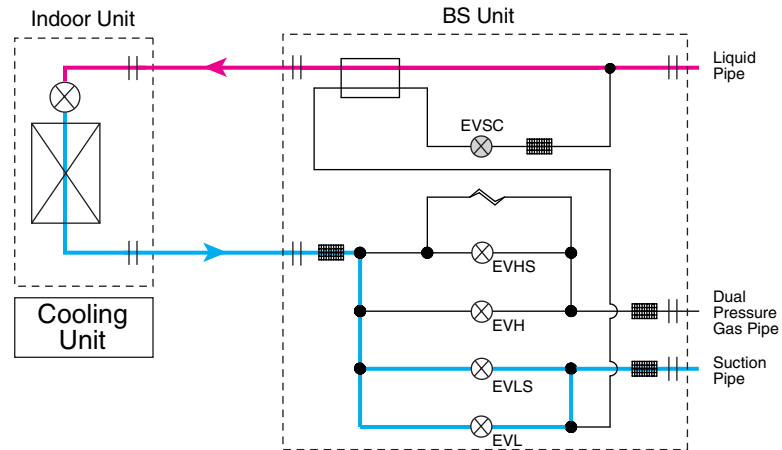 Indoor Unit
BS Unit
Liquid
Pipe
EVSC
EVHS
Cooling
Unit
EVH
Dual
Pressure
Gas Pipe
EVLS
Suction
Pipe
EVL